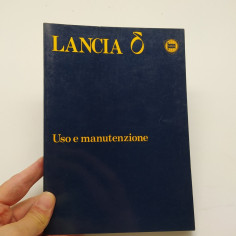 LANCIA δ
Uso e manutenzione